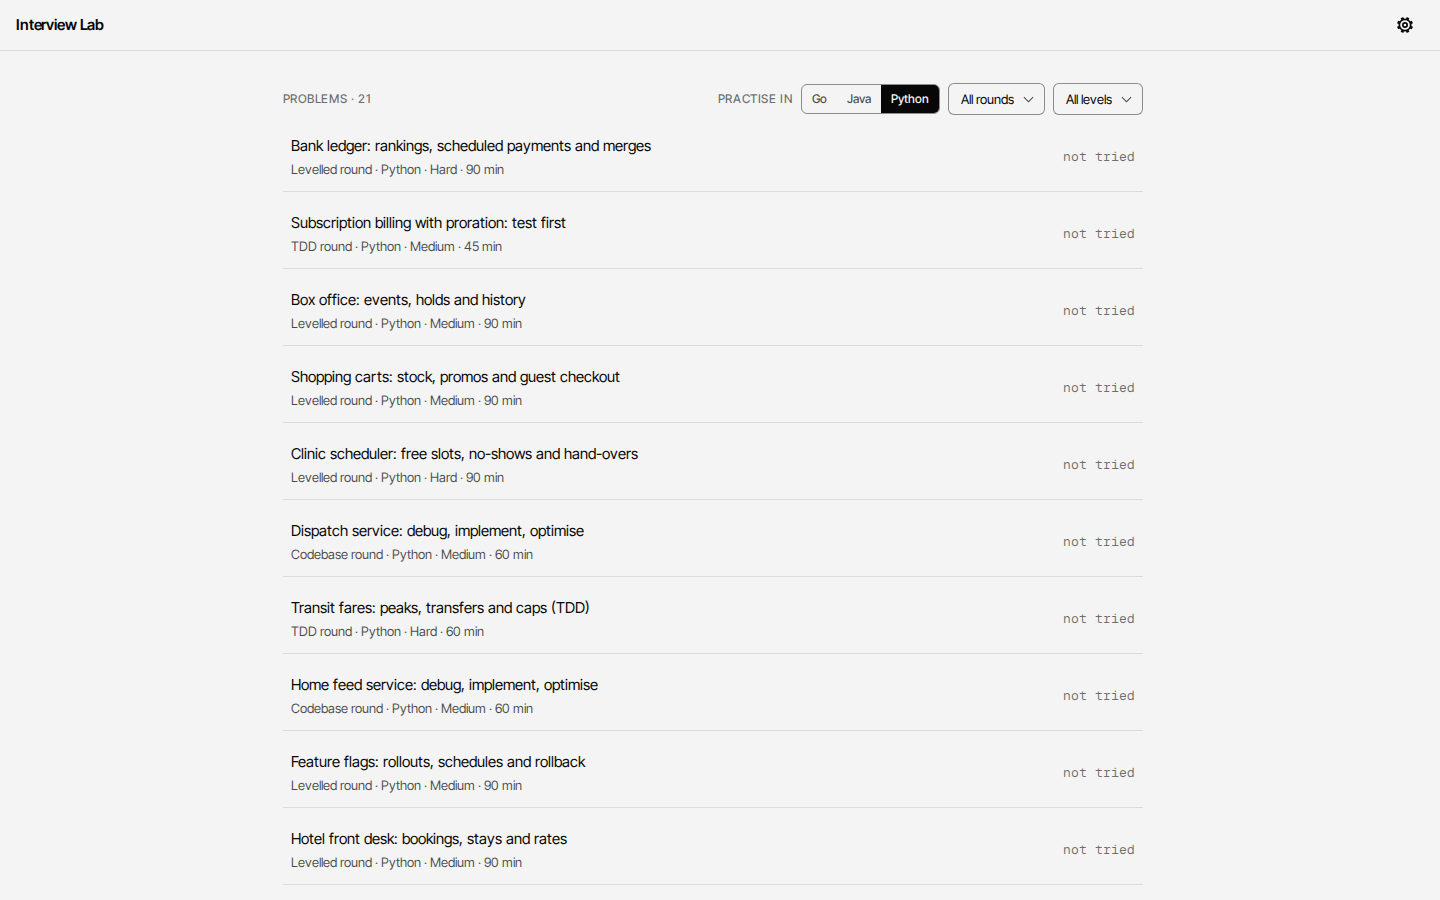 Interview Lab
PROBLEMS · 21
PRACTISE IN Go Java Python All rounds All levels
Bank ledger: rankings, scheduled payments and merges
Levelled round · Python · Hard · 90 min
not tried
Subscription billing with proration: test first
TDD round · Python · Medium · 45 min
not tried
Box office: events, holds and history
Levelled round · Python · Medium · 90 min
not tried
Shopping carts: stock, promos and guest checkout
Levelled round · Python · Medium · 90 min
not tried
Clinic scheduler: free slots, no-shows and hand-overs
Levelled round · Python · Hard · 90 min
not tried
Dispatch service: debug, implement, optimise
Codebase round · Python · Medium · 60 min
not tried
Transit fares: peaks, transfers and caps (TDD)
TDD round · Python · Hard · 60 min
not tried
Home feed service: debug, implement, optimise
Codebase round · Python · Medium · 60 min
not tried
Feature flags: rollouts, schedules and rollback
Levelled round · Python · Medium · 90 min
not tried
Hotel front desk: bookings, stays and rates
Levelled round · Python · Medium · 90 min
not tried